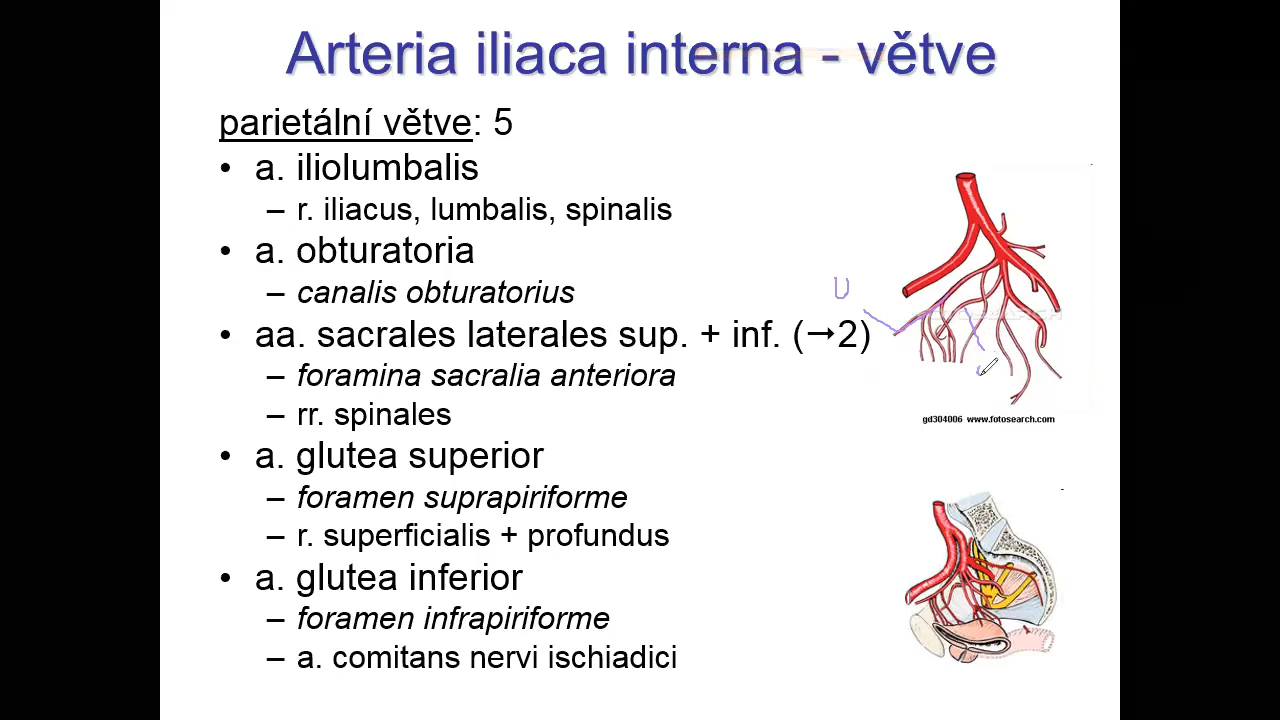 Arteria iliaca interna - větve
parietální větve: 5
• a. iliolumbalis
– r. iliacus, lumbalis, spinalis
• a. obturatoria
– canalis obturatorius
• aa. sacrales laterales sup. + inf. (→2)
– foramina sacralia anteriora
– rr. spinales
• a. glutea superior
– foramen suprapiriforme
– r. superficialis + profundus
• a. glutea inferior
– foramen infrapiriforme
– a. comitans nervi ischiadici
U
gd304006 www.fotosearch.com